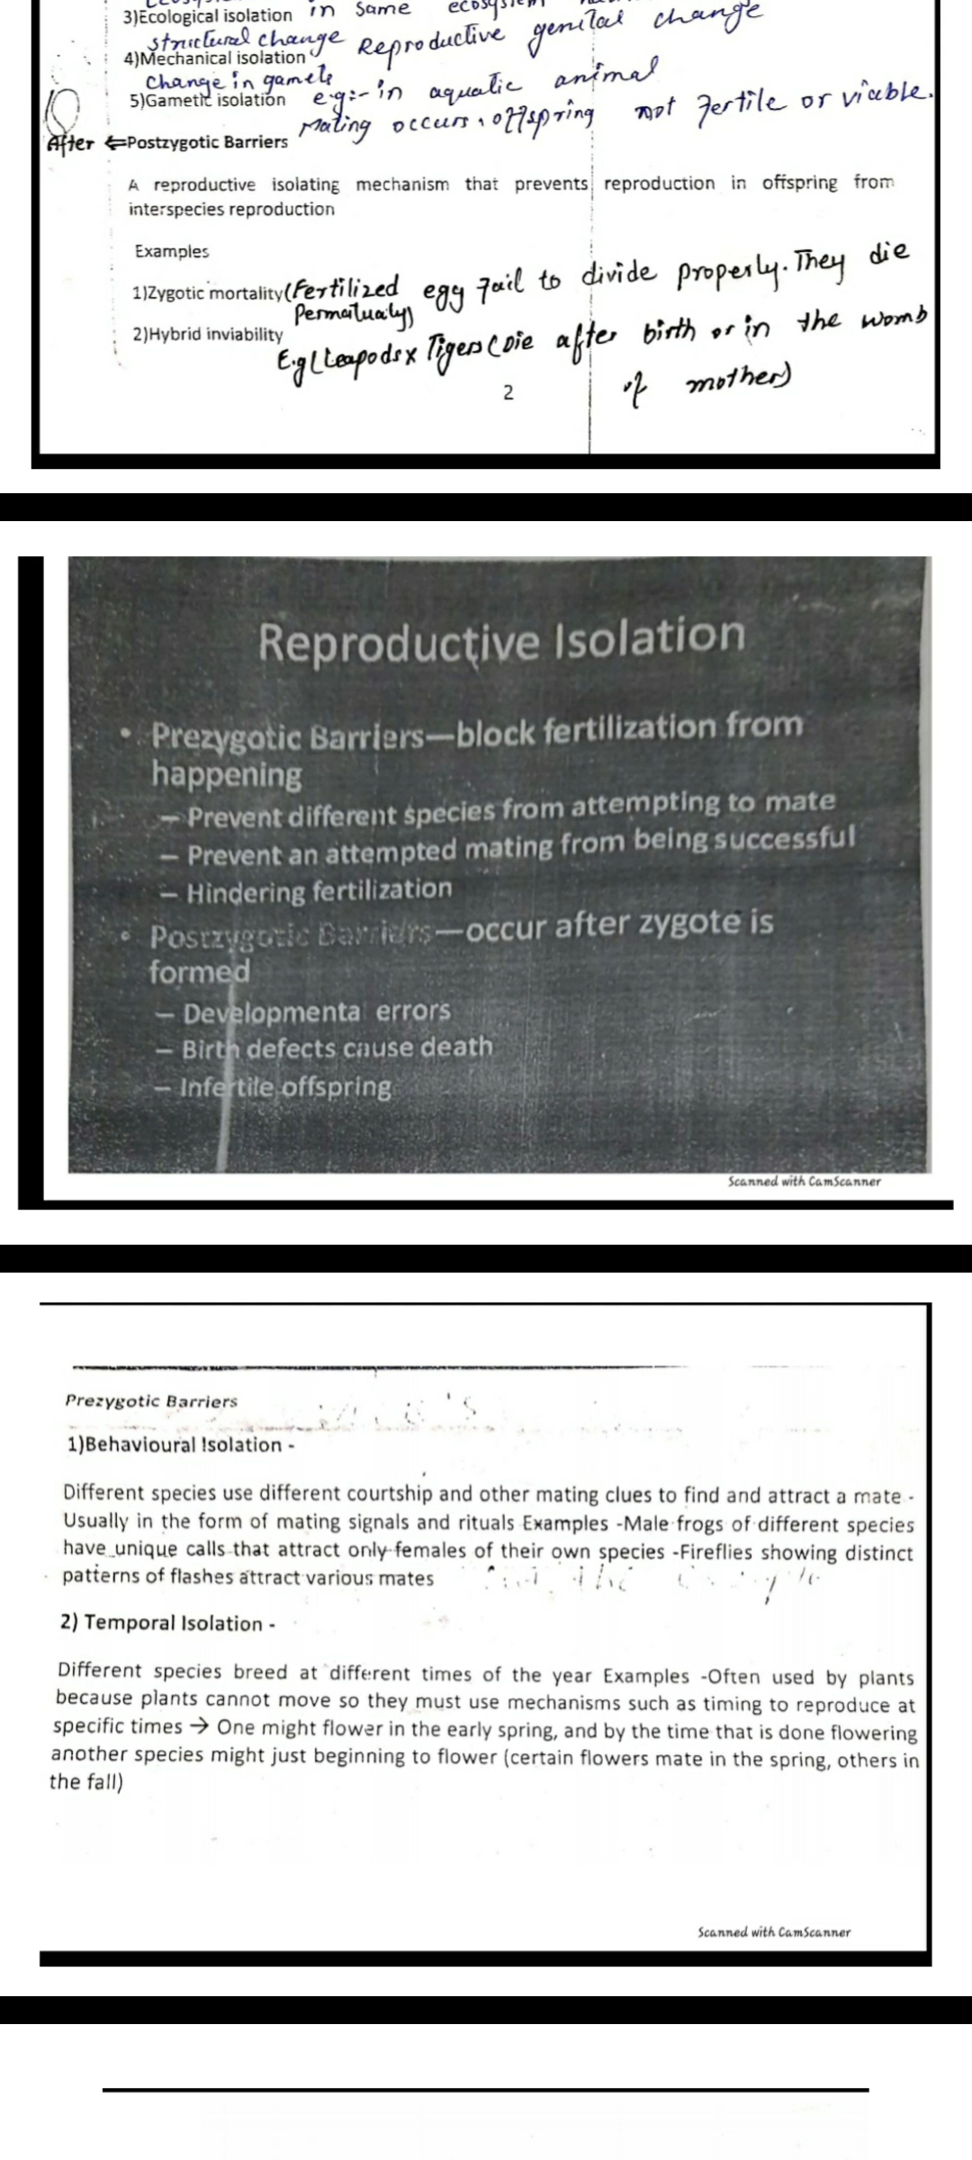 3)Ecological isolation in same ecosystem
structural change Reproductive genital change
4)Mechanical isolation
change in gamete
5)Gametic isolation e.g:- in aquatic animal
Mating occurs, offspring not fertile or viable.
After ⇐Postzygotic Barriers
A reproductive isolating mechanism that prevents reproduction in offspring from
interspecies reproduction
Examples
1)Zygotic mortality(Fertilized egg fail to divide properly. They die
2)Hybrid inviability
E.g(Leapods x Tigers (Die after birth or in the womb
of mother)
2
Reproductive Isolation
• Prezygotic Barriers—block fertilization from
happening
– Prevent different species from attempting to mate
– Prevent an attempted mating from being successful
– Hindering fertilization
• Postzygotic Barriers—occur after zygote is
formed
– Developmental errors
– Birth defects cause death
– Infertile offspring
Scanned with CamScanner
Prezygotic Barriers
1)Behavioural Isolation -
Different species use different courtship and other mating clues to find and attract a mate -
Usually in the form of mating signals and rituals Examples -Male frogs of different species
have unique calls that attract only females of their own species -Fireflies showing distinct
patterns of flashes attract various mates
2) Temporal Isolation -
Different species breed at different times of the year Examples -Often used by plants
because plants cannot move so they must use mechanisms such as timing to reproduce at
specific times → One might flower in the early spring, and by the time that is done flowering
another species might just beginning to flower (certain flowers mate in the spring, others in
the fall)
Scanned with CamScanner